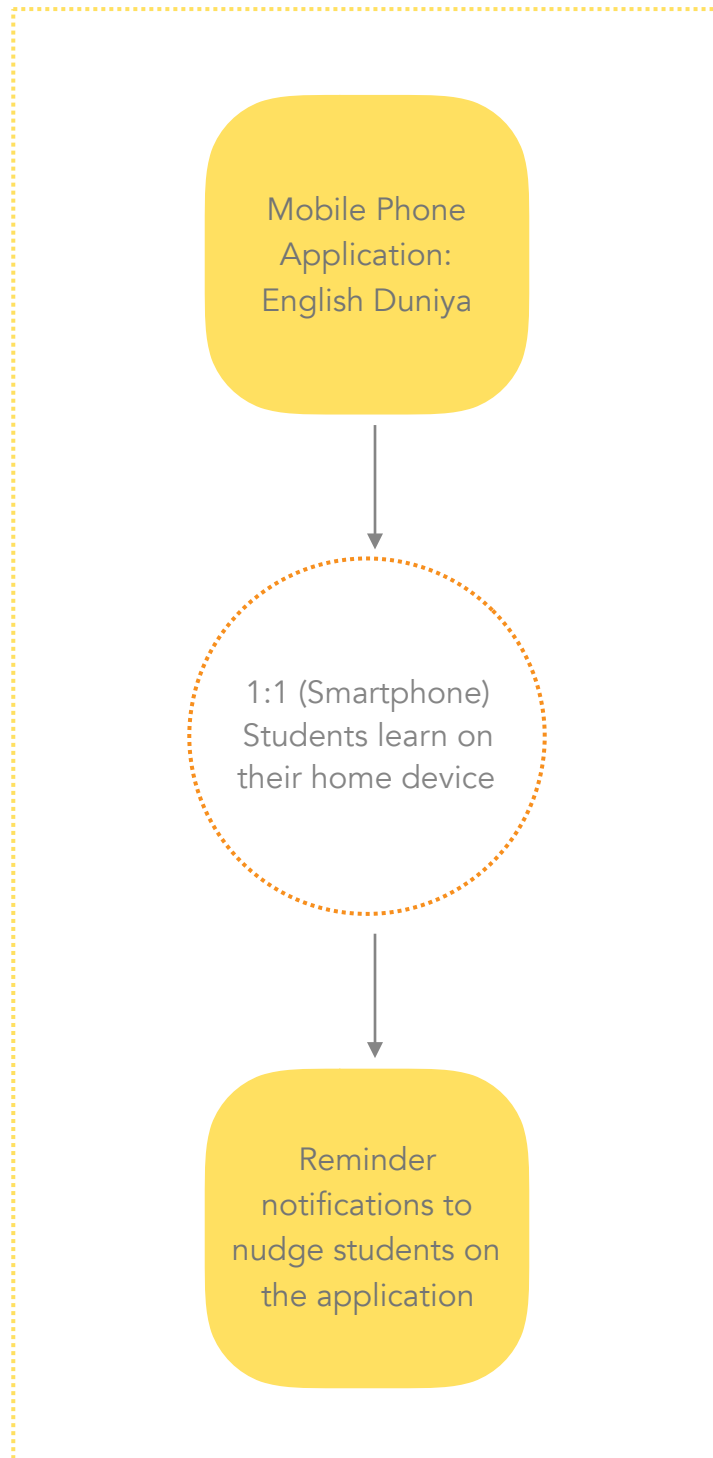 Mobile Phone
Application:
English Duniya
1:1 (Smartphone)
Students learn on
their home device
Reminder
notifications to
nudge students on
the application